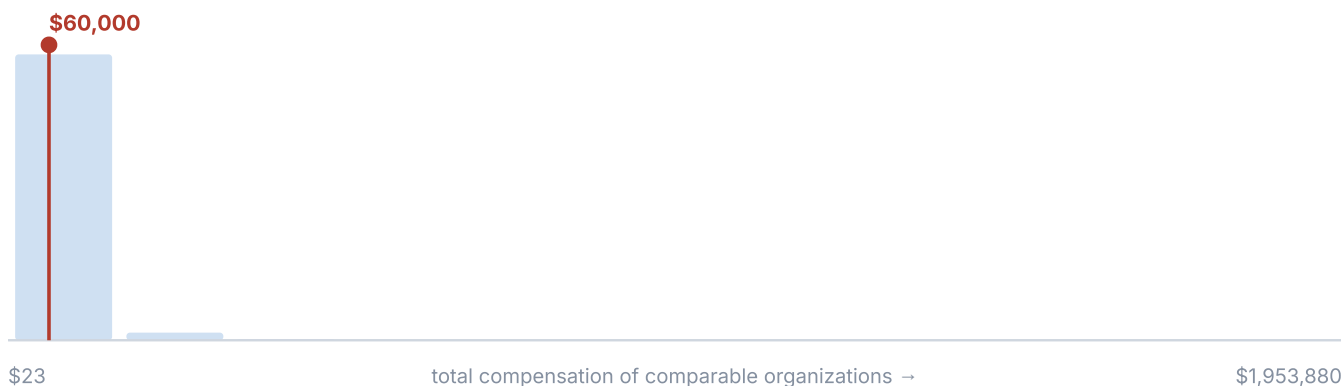 $60,000
$23
total compensation of comparable organizations →
$1,953,880